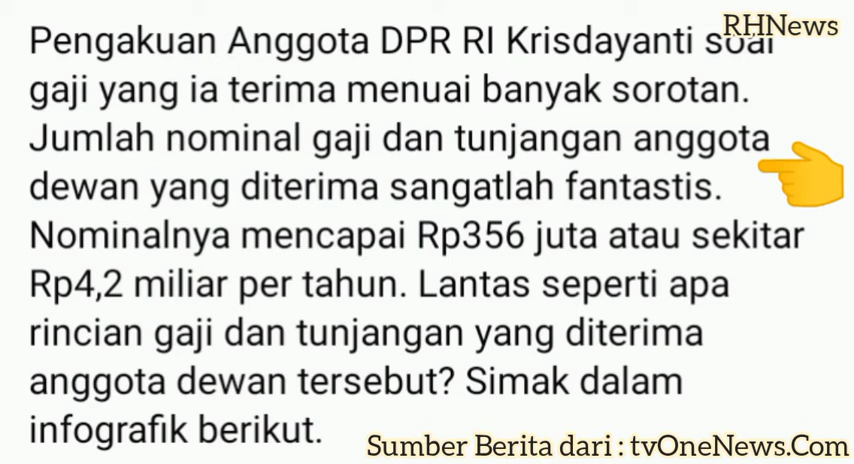 RHNews
Pengakuan Anggota DPR RI Krisdayanti soal
gaji yang ia terima menuai banyak sorotan.
Jumlah nominal gaji dan tunjangan anggota
dewan yang diterima sangatlah fantastis.
Nominalnya mencapai Rp356 juta atau sekitar
Rp4,2 miliar per tahun. Lantas seperti apa
rincian gaji dan tunjangan yang diterima
anggota dewan tersebut? Simak dalam
infografik berikut.
Sumber Berita dari : tvOneNews.Com